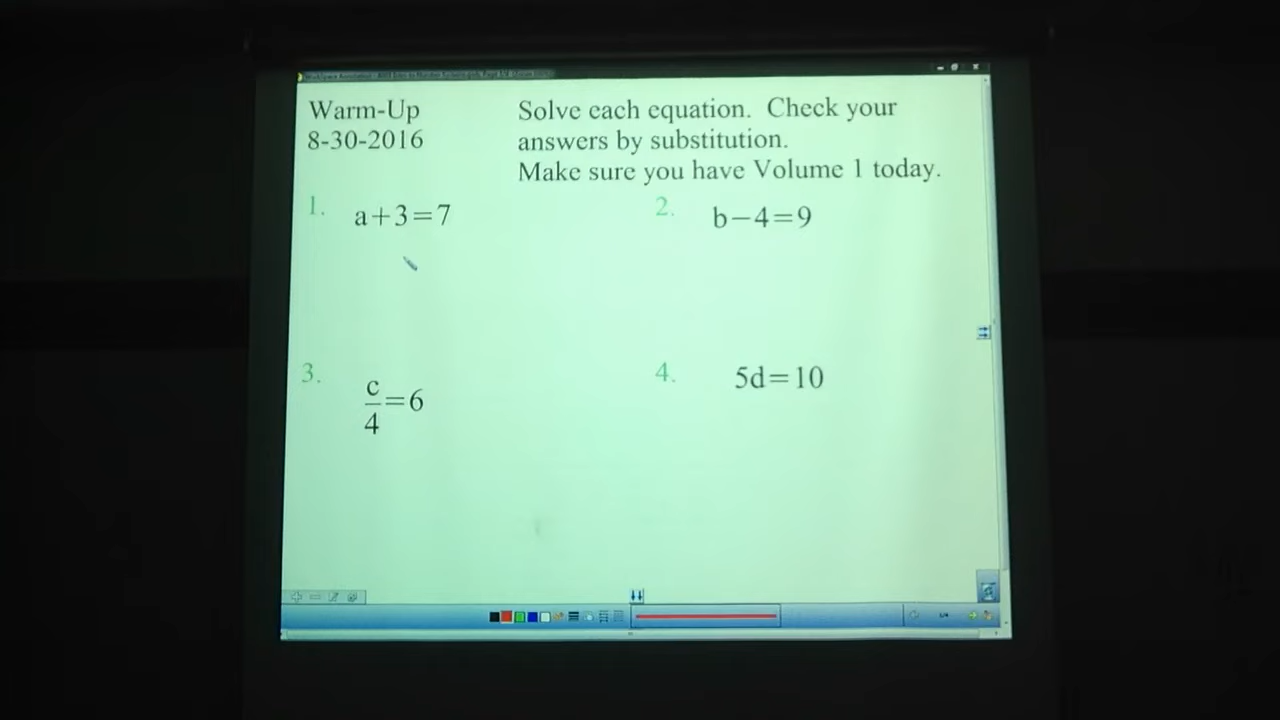 Warm-Up
8-30-2016
Solve each equation. Check your
answers by substitution.
Make sure you have Volume 1 today.
1. a+3=7
2. b−4=9
3. c/4=6
4. 5d=10